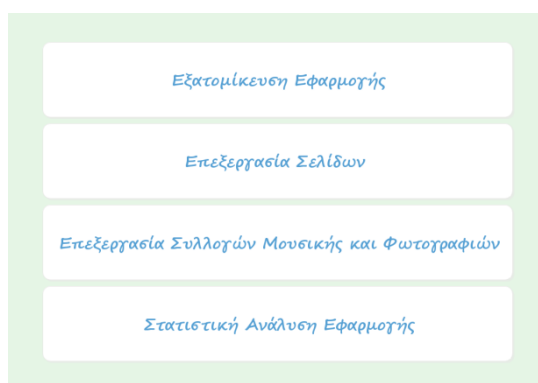 Εξατομίκευση Εφαρμογής
Επεξεργασία Σελίδων
Επεξεργασία Συλλογών Μουσικής και Φωτογραφιών
Στατιστική Ανάλυση Εφαρμογής